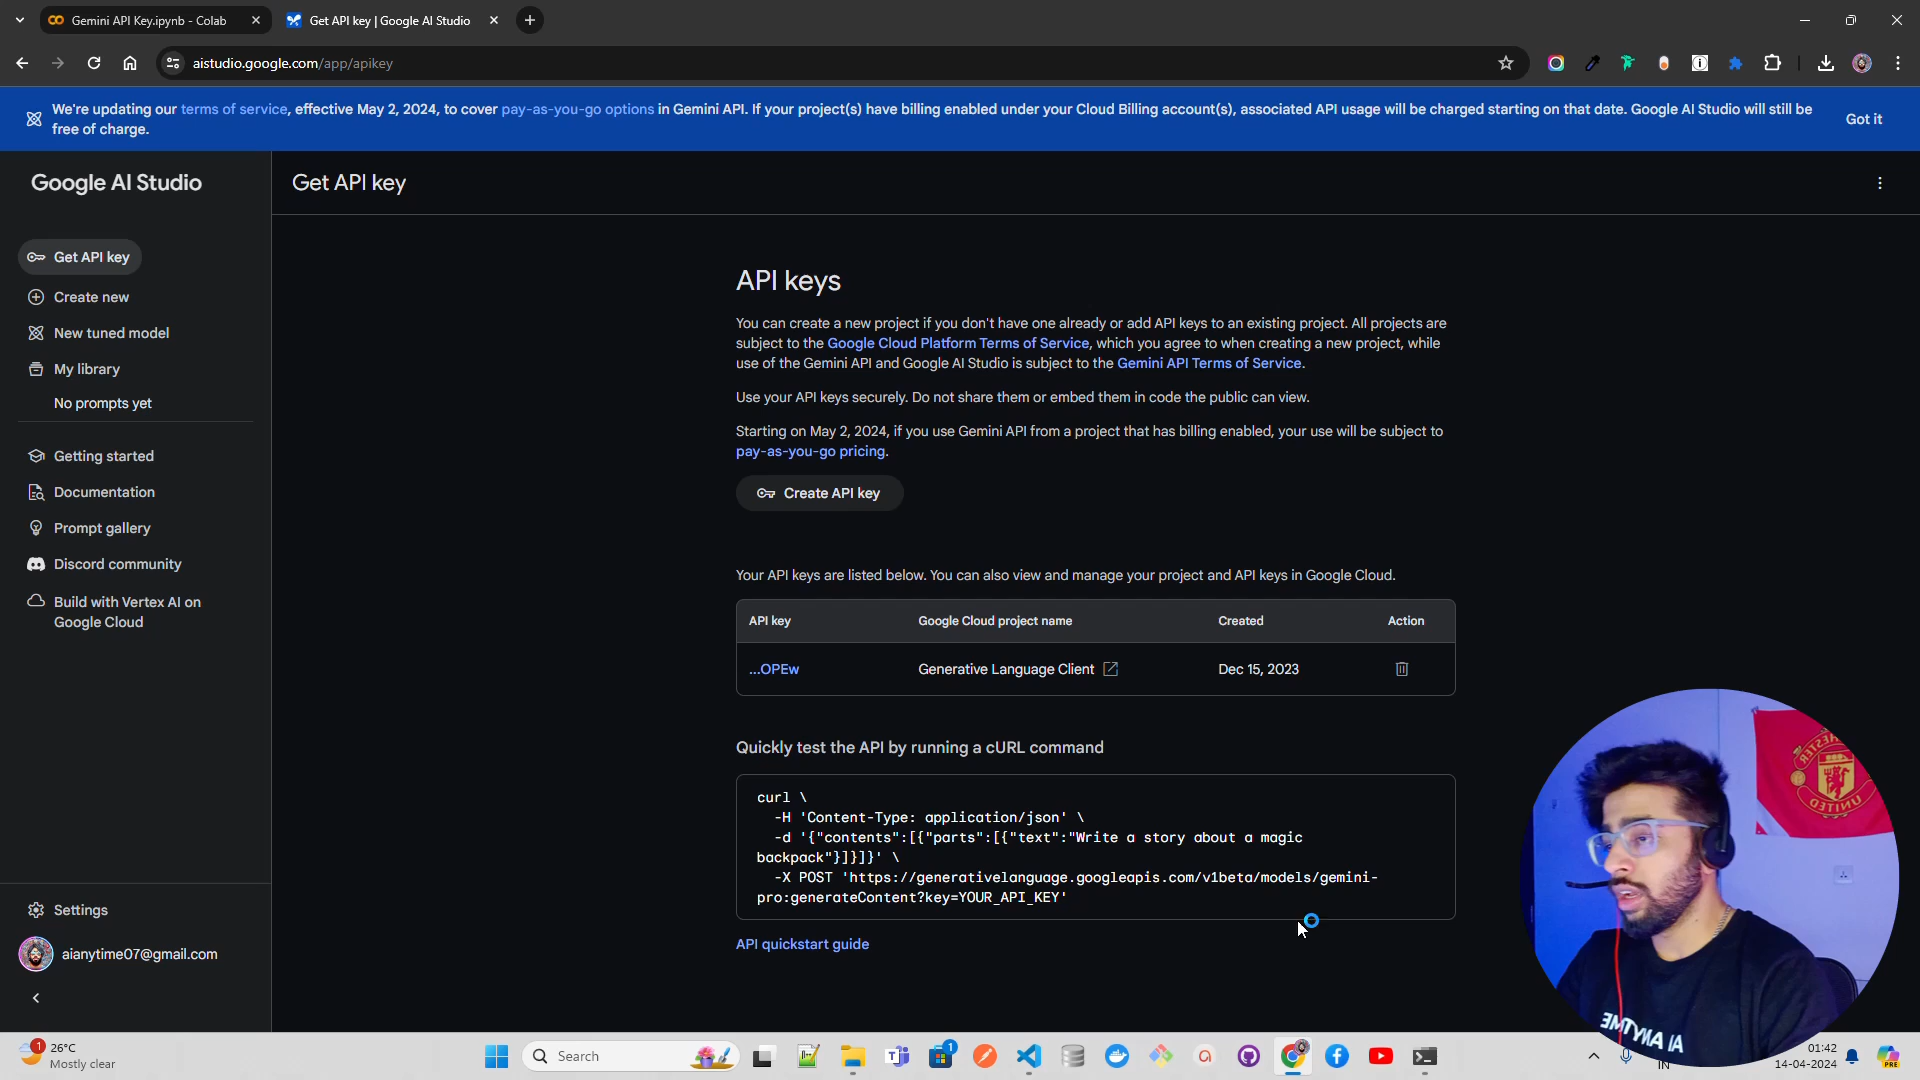 Gemini API Key.ipynb - Colab
Get API key | Google AI Studio
aistudio.google.com/app/apikey
We're updating our terms of service, effective May 2, 2024, to cover pay-as-you-go options in Gemini API. If your project(s) have billing enabled under your Cloud Billing account(s), associated API usage will be charged starting on that date. Google AI Studio will still be
free of charge.
Got it
Google AI Studio
Get API key
Get API key
Create new
New tuned model
My library
No prompts yet
Getting started
Documentation
Prompt gallery
Discord community
Build with Vertex AI on
Google Cloud
Settings
aianytime07@gmail.com
API keys
You can create a new project if you don't have one already or add API keys to an existing project. All projects are
subject to the Google Cloud Platform Terms of Service, which you agree to when creating a new project, while
use of the Gemini API and Google AI Studio is subject to the Gemini API Terms of Service.
Use your API keys securely. Do not share them or embed them in code the public can view.
Starting on May 2, 2024, if you use Gemini API from a project that has billing enabled, your use will be subject to
pay-as-you-go pricing.
Create API key
Your API keys are listed below. You can also view and manage your project and API keys in Google Cloud.
API key Google Cloud project name Created Action
...OPEw Generative Language Client Dec 15, 2023
Quickly test the API by running a cURL command
curl \
-H 'Content-Type: application/json' \
-d '{"contents":[{"parts":[{"text":"Write a story about a magic
backpack"}]}]}' \
-X POST 'https://generativelanguage.googleapis.com/v1beta/models/gemini-
pro:generateContent?key=YOUR_API_KEY'
API quickstart guide
UNITED
AI ANYTIME
1
26°C
Mostly clear
Search
1
IN
01:42
14-04-2024
PRE